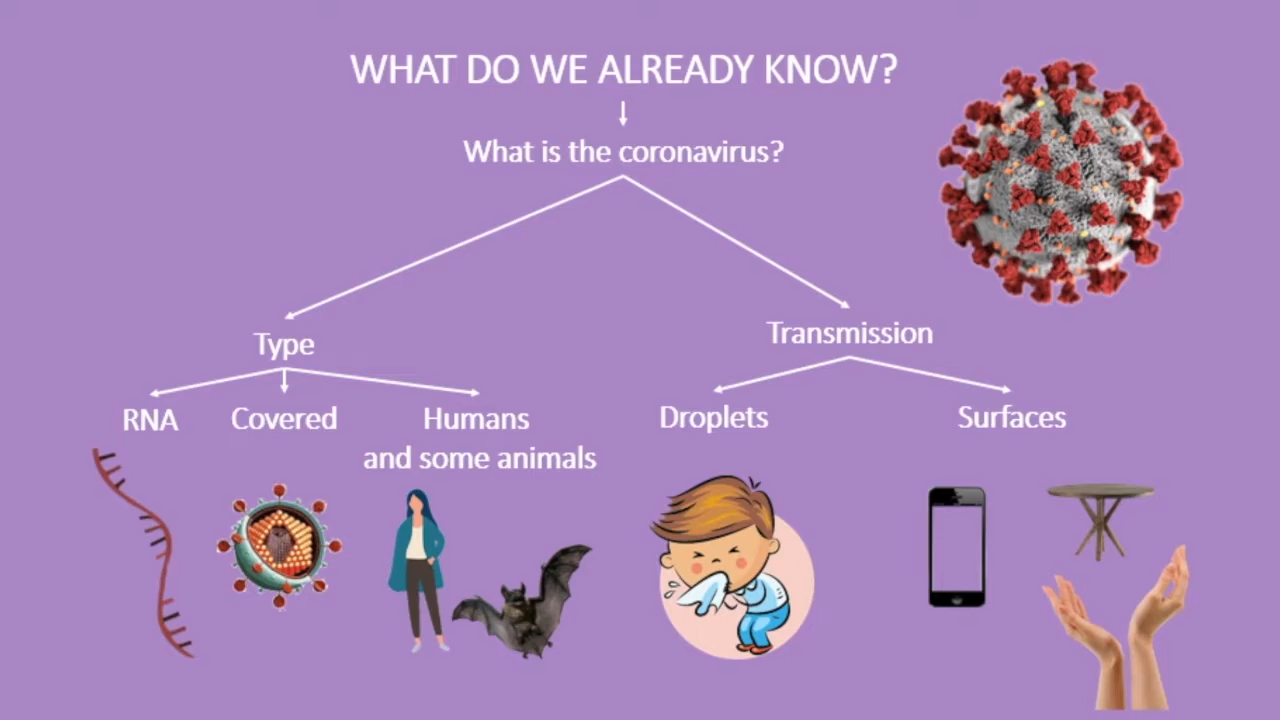 WHAT DO WE ALREADY KNOW?
What is the coronavirus?
Type
Transmission
RNA
Covered
Humans
and some animals
Droplets
Surfaces